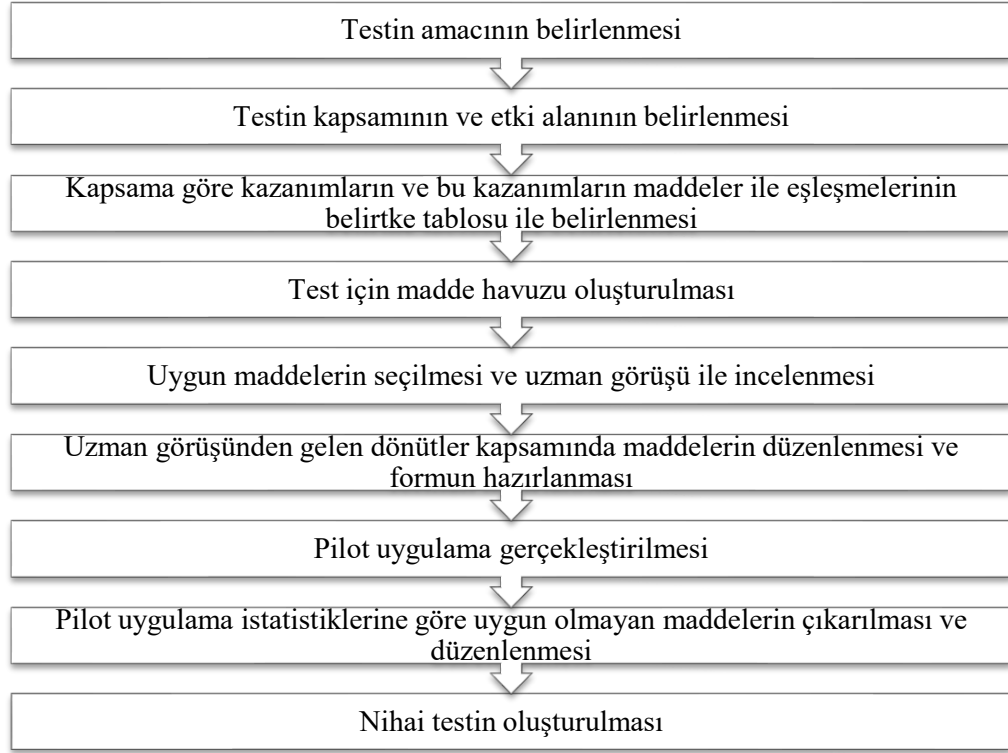 Testin amacının belirlenmesi
Testin kapsamının ve etki alanının belirlenmesi
Kapsama göre kazanımların ve bu kazanımların maddeler ile eşleşmelerinin
belirtke tablosu ile belirlenmesi
Test için madde havuzu oluşturulması
Uygun maddelerin seçilmesi ve uzman görüşü ile incelenmesi
Uzman görüşünden gelen dönütler kapsamında maddelerin düzenlenmesi ve
formun hazırlanması
Pilot uygulama gerçekleştirilmesi
Pilot uygulama istatistiklerine göre uygun olmayan maddelerin çıkarılması ve
düzenlenmesi
Nihai testin oluşturulması